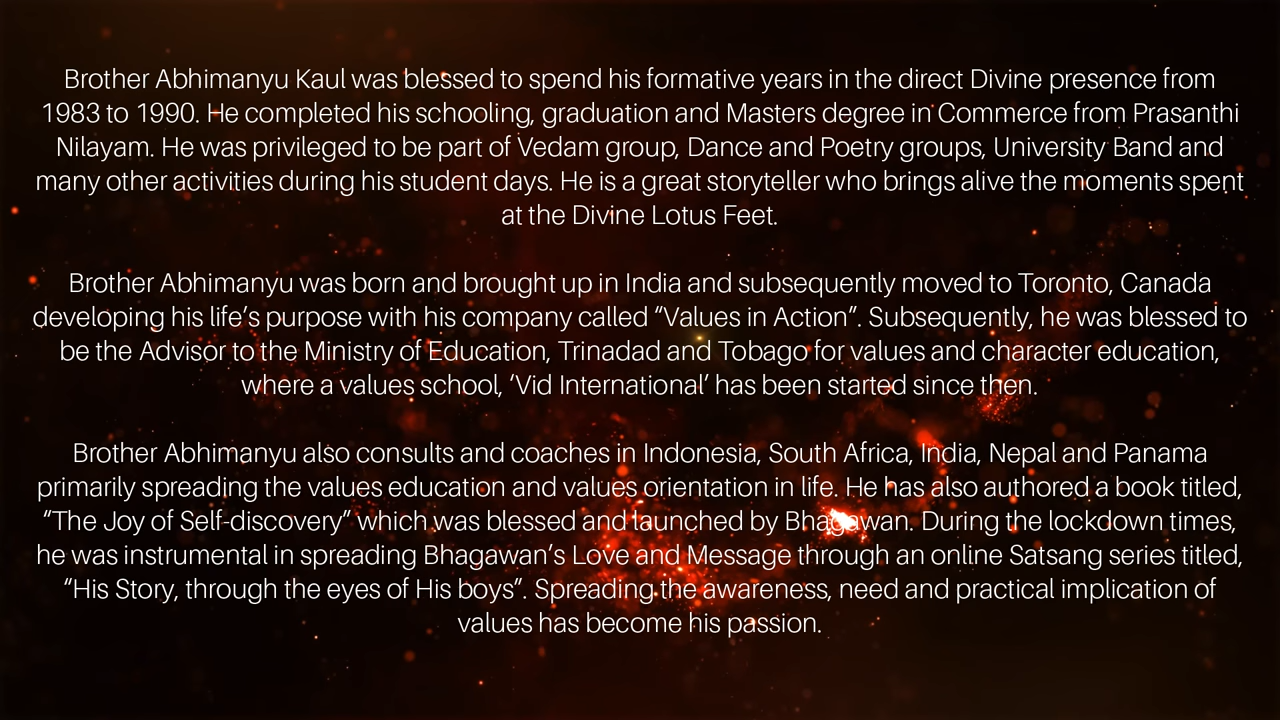 Brother Abhimanyu Kaul was blessed to spend his formative years in the direct Divine presence from
1983 to 1990. He completed his schooling, graduation and Masters degree in Commerce from Prasanthi
Nilayam. He was privileged to be part of Vedam group, Dance and Poetry groups, University Band and
many other activities during his student days. He is a great storyteller who brings alive the moments spent
at the Divine Lotus Feet.
Brother Abhimanyu was born and brought up in India and subsequently moved to Toronto, Canada
developing his life’s purpose with his company called “Values in Action”. Subsequently, he was blessed to
be the Advisor to the Ministry of Education, Trinadad and Tobago for values and character education,
where a values school, ‘Vid International’ has been started since then.
Brother Abhimanyu also consults and coaches in Indonesia, South Africa, India, Nepal and Panama
primarily spreading the values education and values orientation in life. He has also authored a book titled,
“The Joy of Self-discovery” which was blessed and launched by Bhagawan. During the lockdown times,
he was instrumental in spreading Bhagawan’s Love and Message through an online Satsang series titled,
“His Story, through the eyes of His boys”. Spreading the awareness, need and practical implication of
values has become his passion.